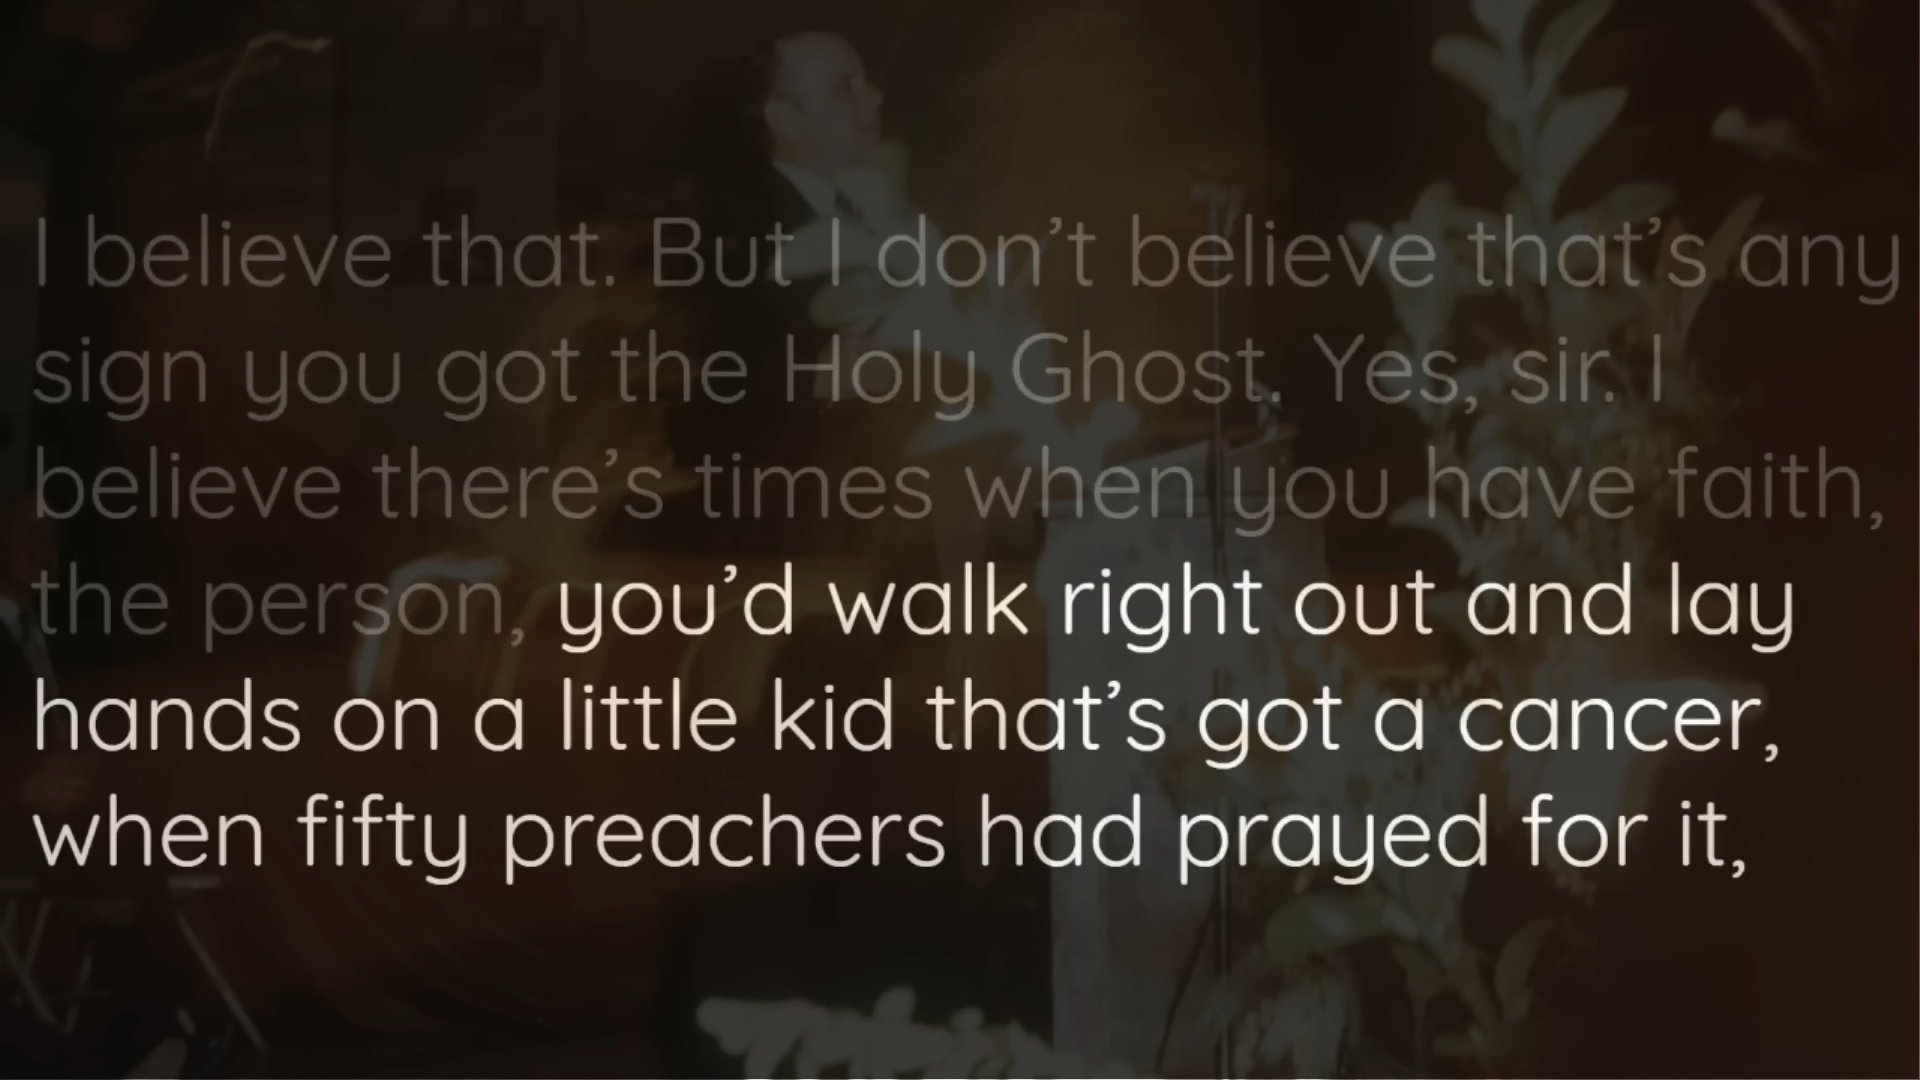 I believe that. But I don’t believe that’s any
sign you got the Holy Ghost. Yes, sir. I
believe there’s times when you have faith,
the person, you’d walk right out and lay
hands on a little kid that’s got a cancer,
when fifty preachers had prayed for it,